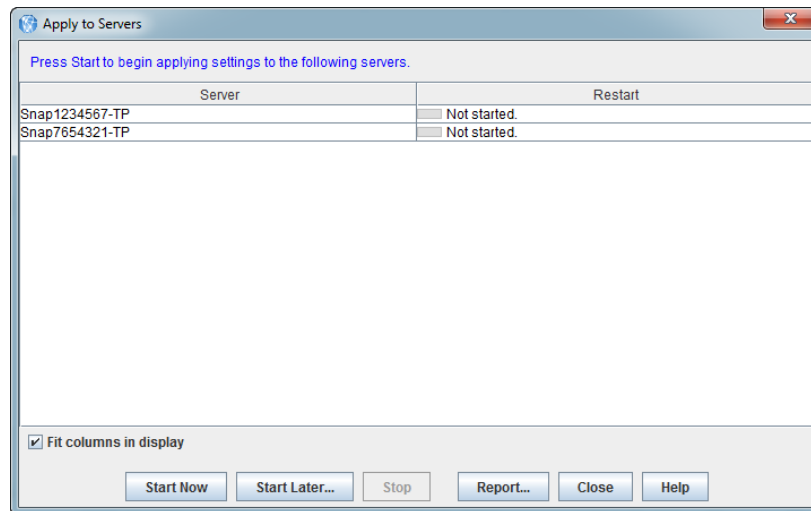 Apply to Servers
Press Start to begin applying settings to the following servers.
Server Restart
Snap1234567-TP Not started.
Snap7654321-TP Not started.
Fit columns in display
Start Now Start Later... Stop Report... Close Help